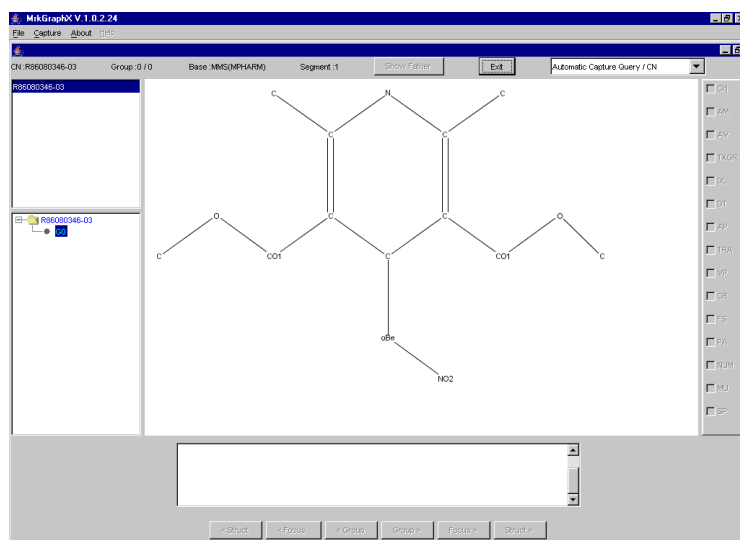 MrkGraphX V.1.0.2.24
File Capture About Help
CN :R86080346-03 Group :0 / 0 Base :MMS(MPHARM) Segment :1 Show Father Exit Automatic Capture Query / CN
R86080346-03
R86080346-03
G0
C N C
C C
C C
O O
C CO1 C CO1 C
oBe
NO2
CH
AM
AV
TXGR
DT
AP
TRA
VP
CR
FS
PA
NUM
MJ
SP
< Struct < Focus < Group Group > Focus > Struct >